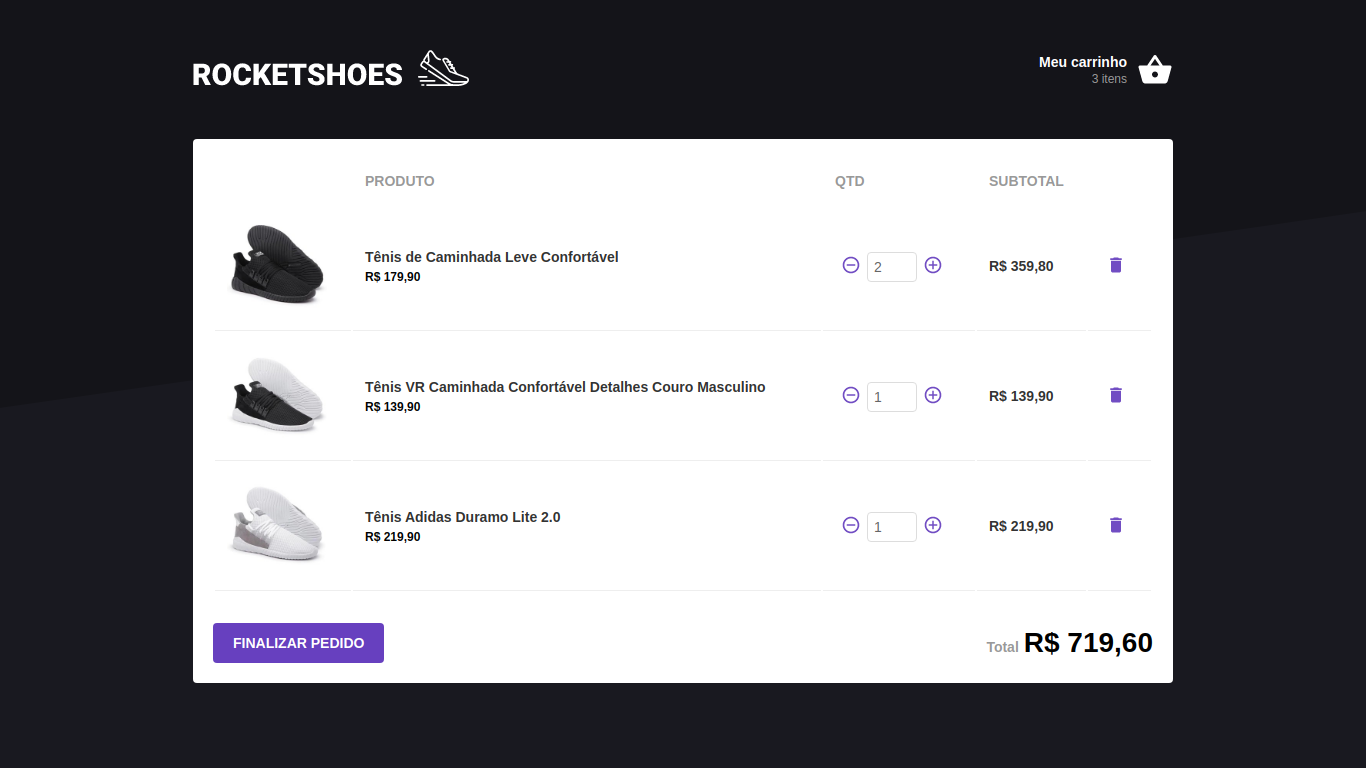 ROCKETSHOES
Meu carrinho
3 itens
PRODUTO QTD SUBTOTAL
Tênis de Caminhada Leve Confortável
R$ 179,90
2
R$ 359,80
Tênis VR Caminhada Confortável Detalhes Couro Masculino
R$ 139,90
1
R$ 139,90
Tênis Adidas Duramo Lite 2.0
R$ 219,90
1
R$ 219,90
FINALIZAR PEDIDO
Total R$ 719,60